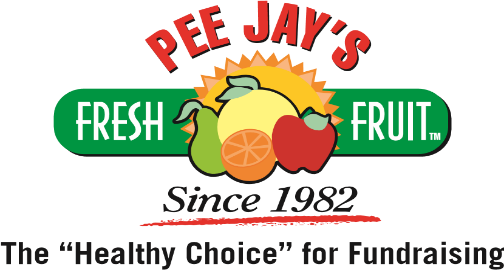 PEE JAY'S
FRESH FRUIT™
Since 1982
The “Healthy Choice” for Fundraising